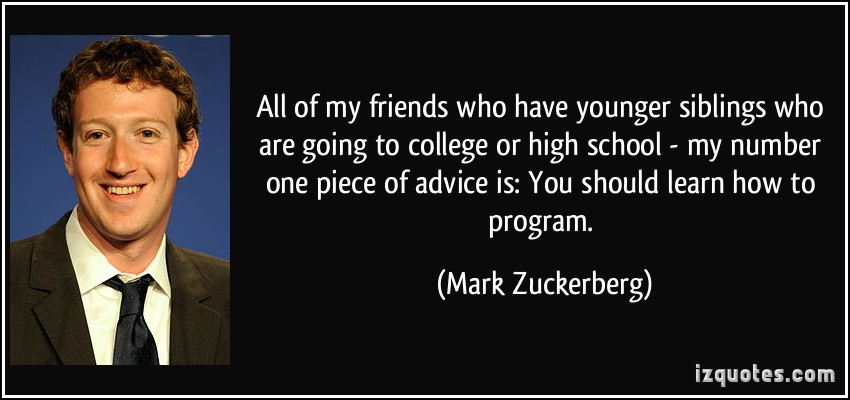 All of my friends who have younger siblings who
are going to college or high school - my number
one piece of advice is: You should learn how to
program.
(Mark Zuckerberg)
izquotes.com